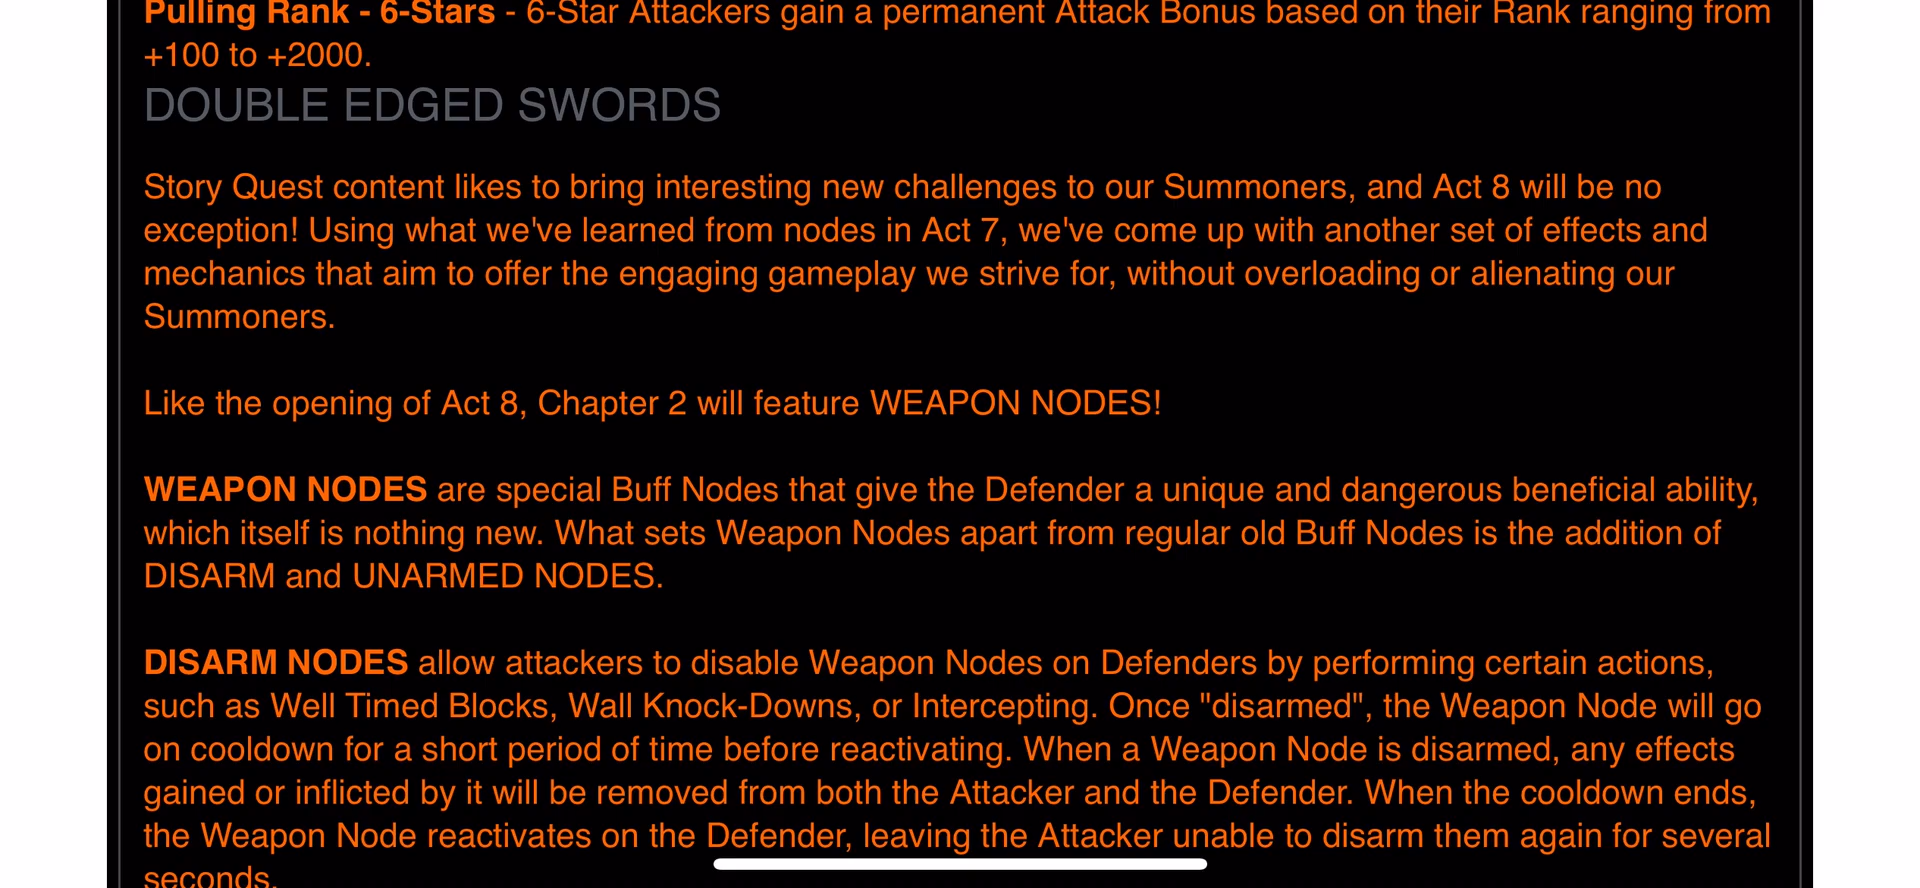 Pulling Rank - 6-Stars - 6-Star Attackers gain a permanent Attack Bonus based on their Rank ranging from
+100 to +2000.
DOUBLE EDGED SWORDS
Story Quest content likes to bring interesting new challenges to our Summoners, and Act 8 will be no
exception! Using what we've learned from nodes in Act 7, we've come up with another set of effects and
mechanics that aim to offer the engaging gameplay we strive for, without overloading or alienating our
Summoners.
Like the opening of Act 8, Chapter 2 will feature WEAPON NODES!
WEAPON NODES are special Buff Nodes that give the Defender a unique and dangerous beneficial ability,
which itself is nothing new. What sets Weapon Nodes apart from regular old Buff Nodes is the addition of
DISARM and UNARMED NODES.
DISARM NODES allow attackers to disable Weapon Nodes on Defenders by performing certain actions,
such as Well Timed Blocks, Wall Knock-Downs, or Intercepting. Once "disarmed", the Weapon Node will go
on cooldown for a short period of time before reactivating. When a Weapon Node is disarmed, any effects
gained or inflicted by it will be removed from both the Attacker and the Defender. When the cooldown ends,
the Weapon Node reactivates on the Defender, leaving the Attacker unable to disarm them again for several
seconds.